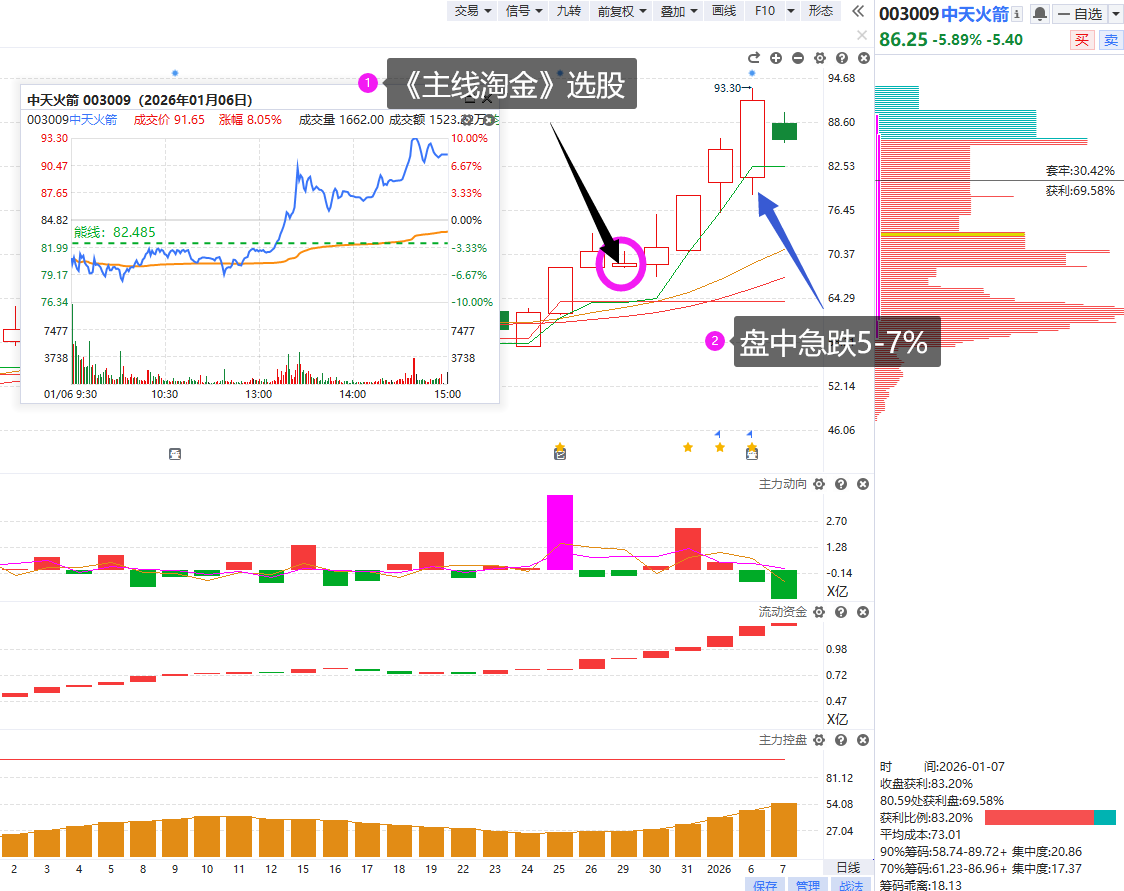 交易 信号 九转 前复权 叠加 画线 F10 形态
003009中天火箭 自选
86.25 -5.89% -5.40 买 卖
① 《主线淘金》选股
中天火箭 003009（2026年01月06日）
003009中天火箭 成交价 91.65 涨幅 8.05% 成交量 1662.00 成交额 1523.
93.30 10.00%
90.47 6.67%
87.65 3.33%
84.82 0.00%
能线：82.485
81.99 -3.33%
79.17 -6.67%
76.34 -10.00%
7477 7477
3738 3738
01/06 9:30 10:30 13:00 14:00 15:00
93.30
94.68
88.60
82.53
76.45
70.37
64.29
52.14
46.06
② 盘中急跌5-7%
套牢:30.42%
获利:69.58%
主力动向
2.70
1.28
-0.14
X亿
流动资金
0.98
0.72
0.47
X亿
主力控盘
81.12
54.08
27.04
2 3 4 5 8 9 10 11 12 15 16 17 18 19 22 23 24 25 26 29 30 31 2026 6 7 日线
保存 管理 战法
时 间:2026-01-07
收盘获利:83.20%
80.59处获利盘:69.58%
获利比例:83.20%
平均成本:73.01
90%筹码:58.74-89.72+ 集中度:20.86
70%筹码:61.23-86.96+ 集中度:17.37
筹码乖离:18.13